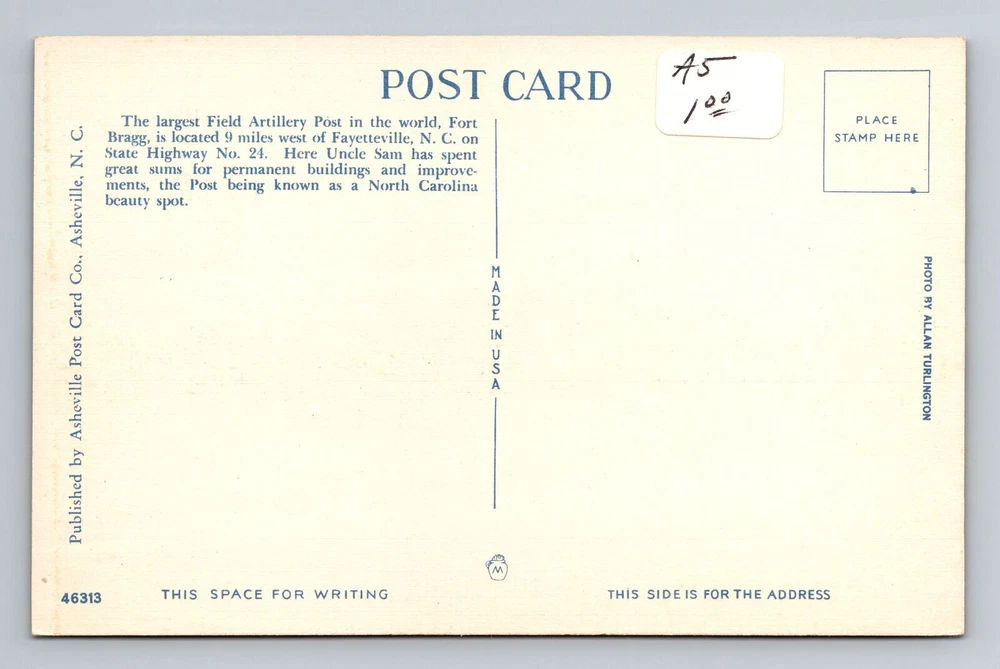 POST CARD
A5
1 00
PLACE
STAMP HERE
The largest Field Artillery Post in the world, Fort
Bragg, is located 9 miles west of Fayetteville, N. C. on
State Highway No. 24. Here Uncle Sam has spent
great sums for permanent buildings and improve-
ments, the Post being known as a North Carolina
beauty spot.
Published by Asheville Post Card Co., Asheville, N. C.
MADE IN USA
PHOTO BY ALLAN TURLINGTON
M
46313
THIS SPACE FOR WRITING
THIS SIDE IS FOR THE ADDRESS